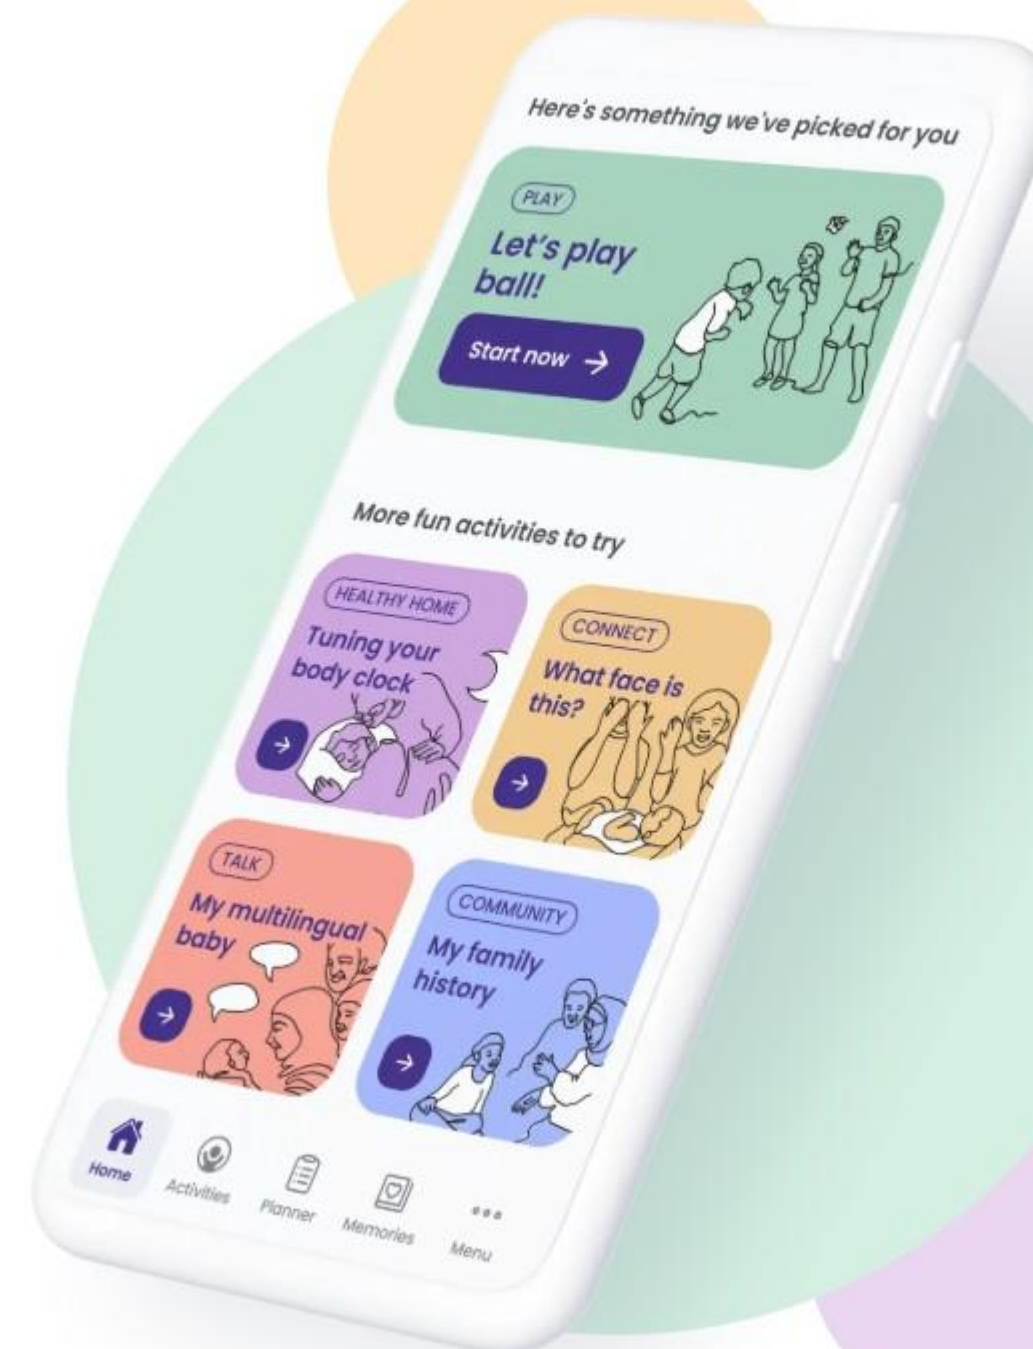 Here's something we've picked for you
PLAY
Let's play
ball!
Start now
More fun activities to try
HEALTHY HOME
Tuning your
body clock
CONNECT
What face is
this?
TALK
My multilingual
baby
COMMUNITY
My family
history
Home
Activities
Planner
Memories
Menu